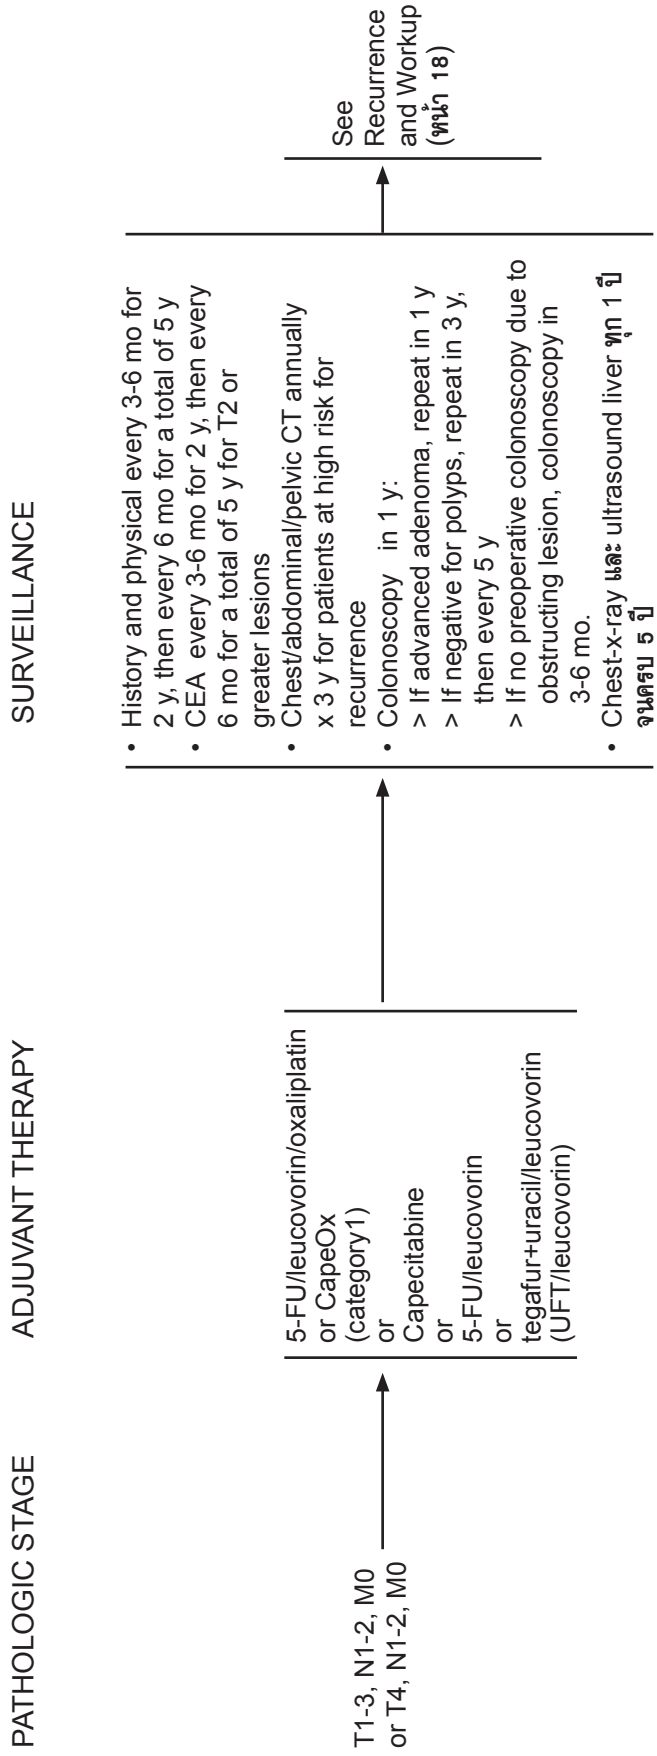 PATHOLOGIC STAGE
ADJUVANT THERAPY
SURVEILLANCE
T1-3, N1-2, M0
or T4, N1-2, M0
5-FU/leucovorin/oxaliplatin
or CapeOx
(category1)
or
Capecitabine
or
5-FU/leucovorin
or
tegafur+uracil/leucovorin
(UFT/leucovorin)
• History and physical every 3-6 mo for
2 y, then every 6 mo for a total of 5 y
• CEA every 3-6 mo for 2 y, then every
6 mo for a total of 5 y for T2 or
greater lesions
• Chest/abdominal/pelvic CT annually
x 3 y for patients at high risk for
recurrence
• Colonoscopy in 1 y:
> If advanced adenoma, repeat in 1 y
> If negative for polyps, repeat in 3 y,
then every 5 y
> If no preoperative colonoscopy due to
obstructing lesion, colonoscopy in
3-6 mo.
• Chest-x-ray และ ultrasound liver ทุก 1 ปี
จนครบ 5 ปี
See
Recurrence
and Workup
(หน้า 18)